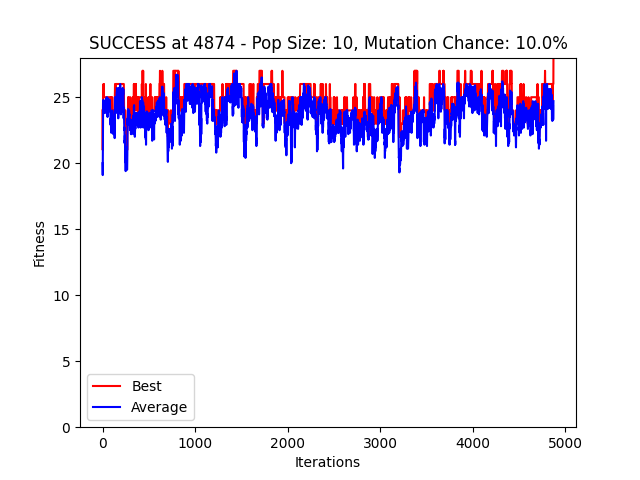 SUCCESS at 4874 - Pop Size: 10, Mutation Chance: 10.0%
25
20
15
10
5
0
Fitness
Best
Average
0 1000 2000 3000 4000 5000
Iterations